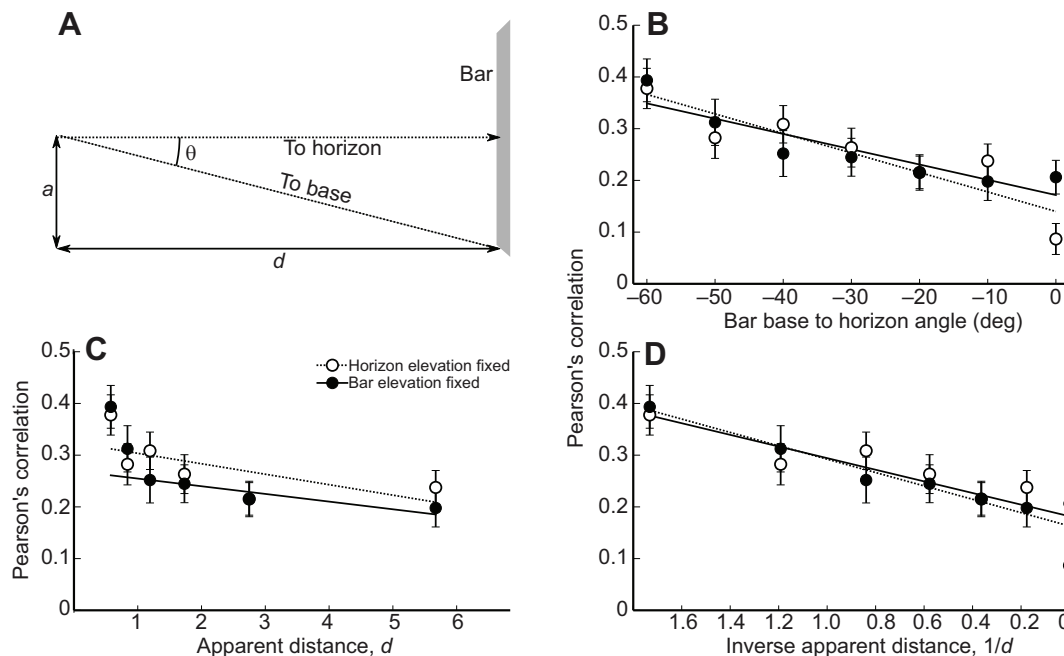 A
Bar
To horizon
θ
To base
a
d
B
0.5
0.4
0.3
0.2
0.1
0
–60
–50
–40
–30
–20
–10
0
Bar base to horizon angle (deg)
Pearson's correlation
C
0.5
0.4
0.3
0.2
0.1
0
Horizon elevation fixed
Bar elevation fixed
1
2
3
4
5
6
Apparent distance, d
Pearson's correlation
D
0.5
0.4
0.3
0.2
0.1
0
1.6
1.4
1.2
1.0
0.8
0.6
0.4
0.2
0
Inverse apparent distance, 1/d